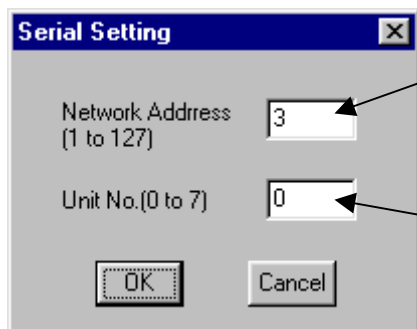 Serial Setting
Network Addrress 3
(1 to 127)
Unit No.(0 to 7) 0
OK Cancel